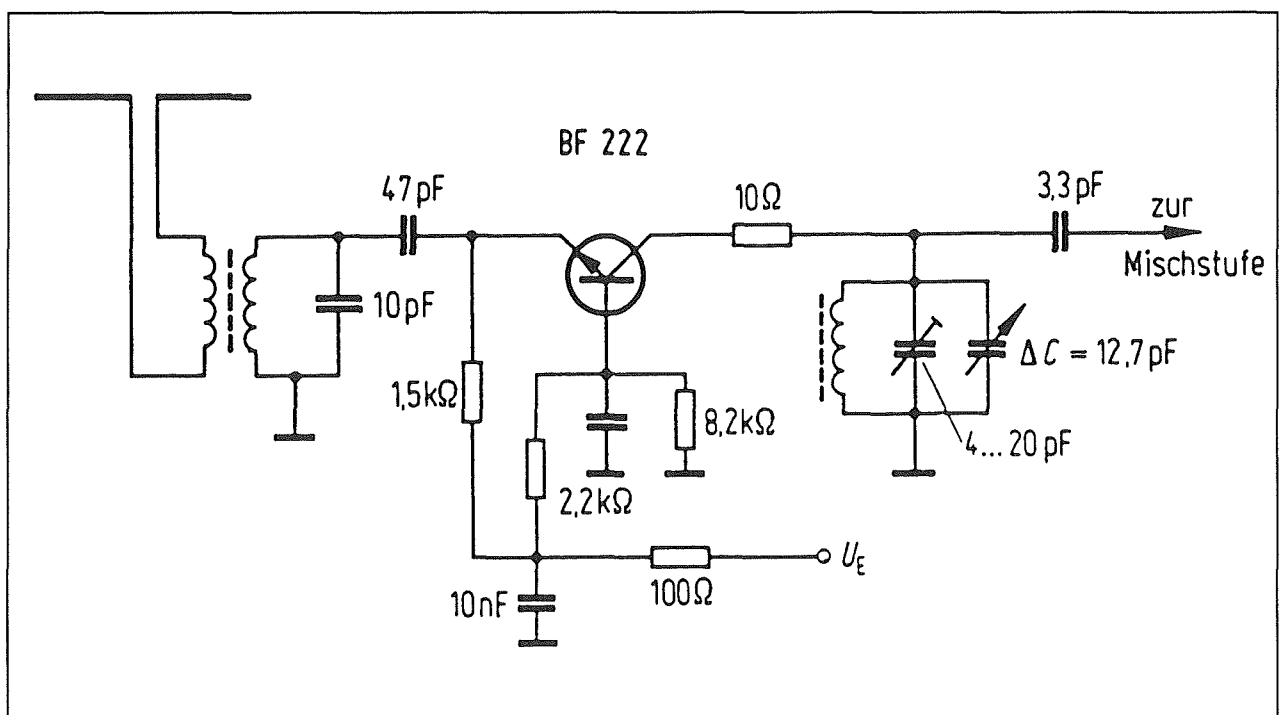 BF 222
47 pF
10 Ω
3,3 pF
zur
Mischstufe
10 pF
ΔC = 12,7 pF
1,5 kΩ
8,2 kΩ
4...20 pF
2,2 kΩ
U_E
10 nF
100 Ω